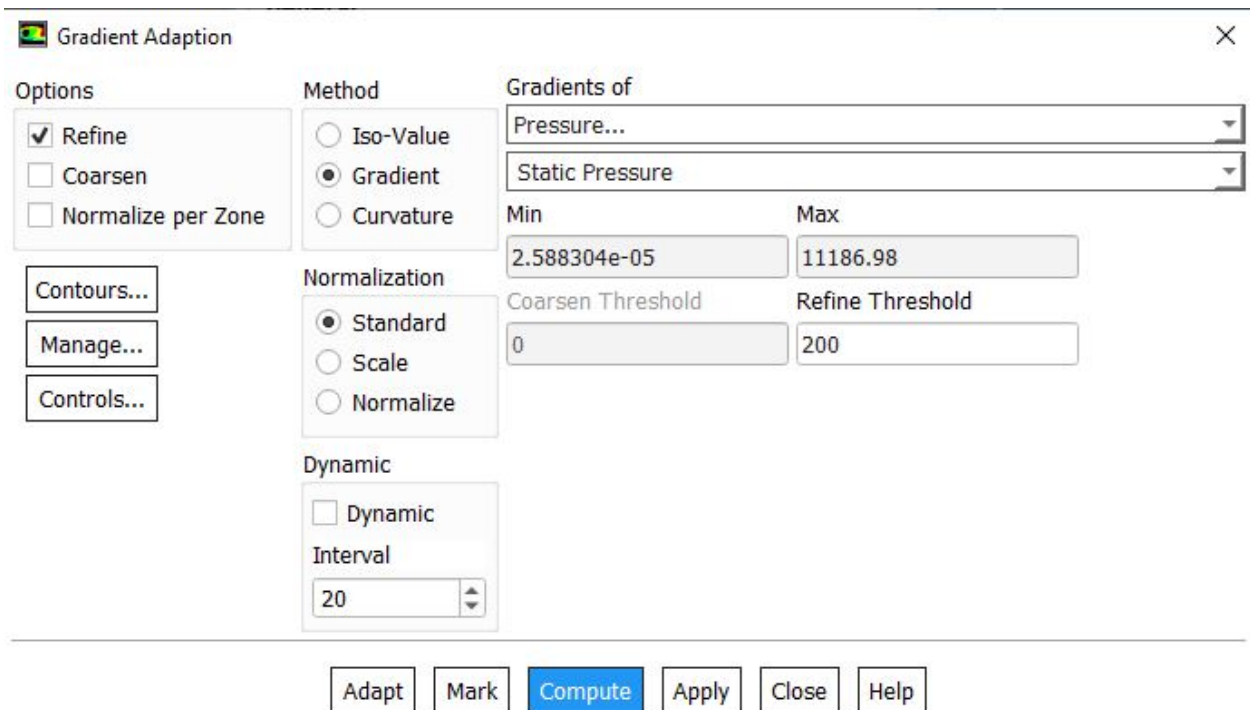 Gradient Adaption
Options
Refine
Coarsen
Normalize per Zone
Contours...
Manage...
Controls...
Method
Iso-Value
Gradient
Curvature
Normalization
Standard
Scale
Normalize
Dynamic
Dynamic
Interval
20
Gradients of
Pressure...
Static Pressure
Min Max
2.588304e-05 11186.98
Coarsen Threshold Refine Threshold
0 200
Adapt Mark Compute Apply Close Help